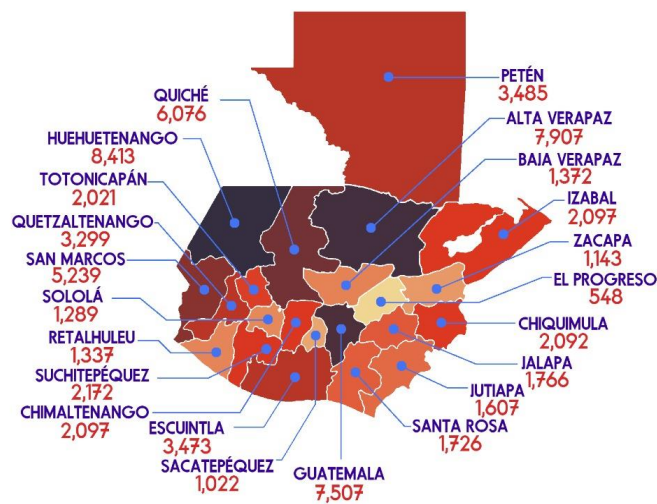 PETÉN
3,485
QUICHÉ
6,076
ALTA VERAPAZ
7,907
HUEHUETENANGO
8,413
BAJA VERAPAZ
1,372
TOTONICAPÁN
2,021
IZABAL
2,097
QUETZALTENANGO
3,299
ZACAPA
1,143
SAN MARCOS
5,239
EL PROGRESO
548
SOLOLÁ
1,289
CHIQUIMULA
2,092
RETALHULEU
1,337
JALAPA
1,766
SUCHITEPÉQUEZ
2,172
JUTIAPA
1,607
CHIMALTENANGO
2,097
ESCUINTLA
3,473
SANTA ROSA
1,726
SACATEPÉQUEZ
1,022
GUATEMALA
7,507